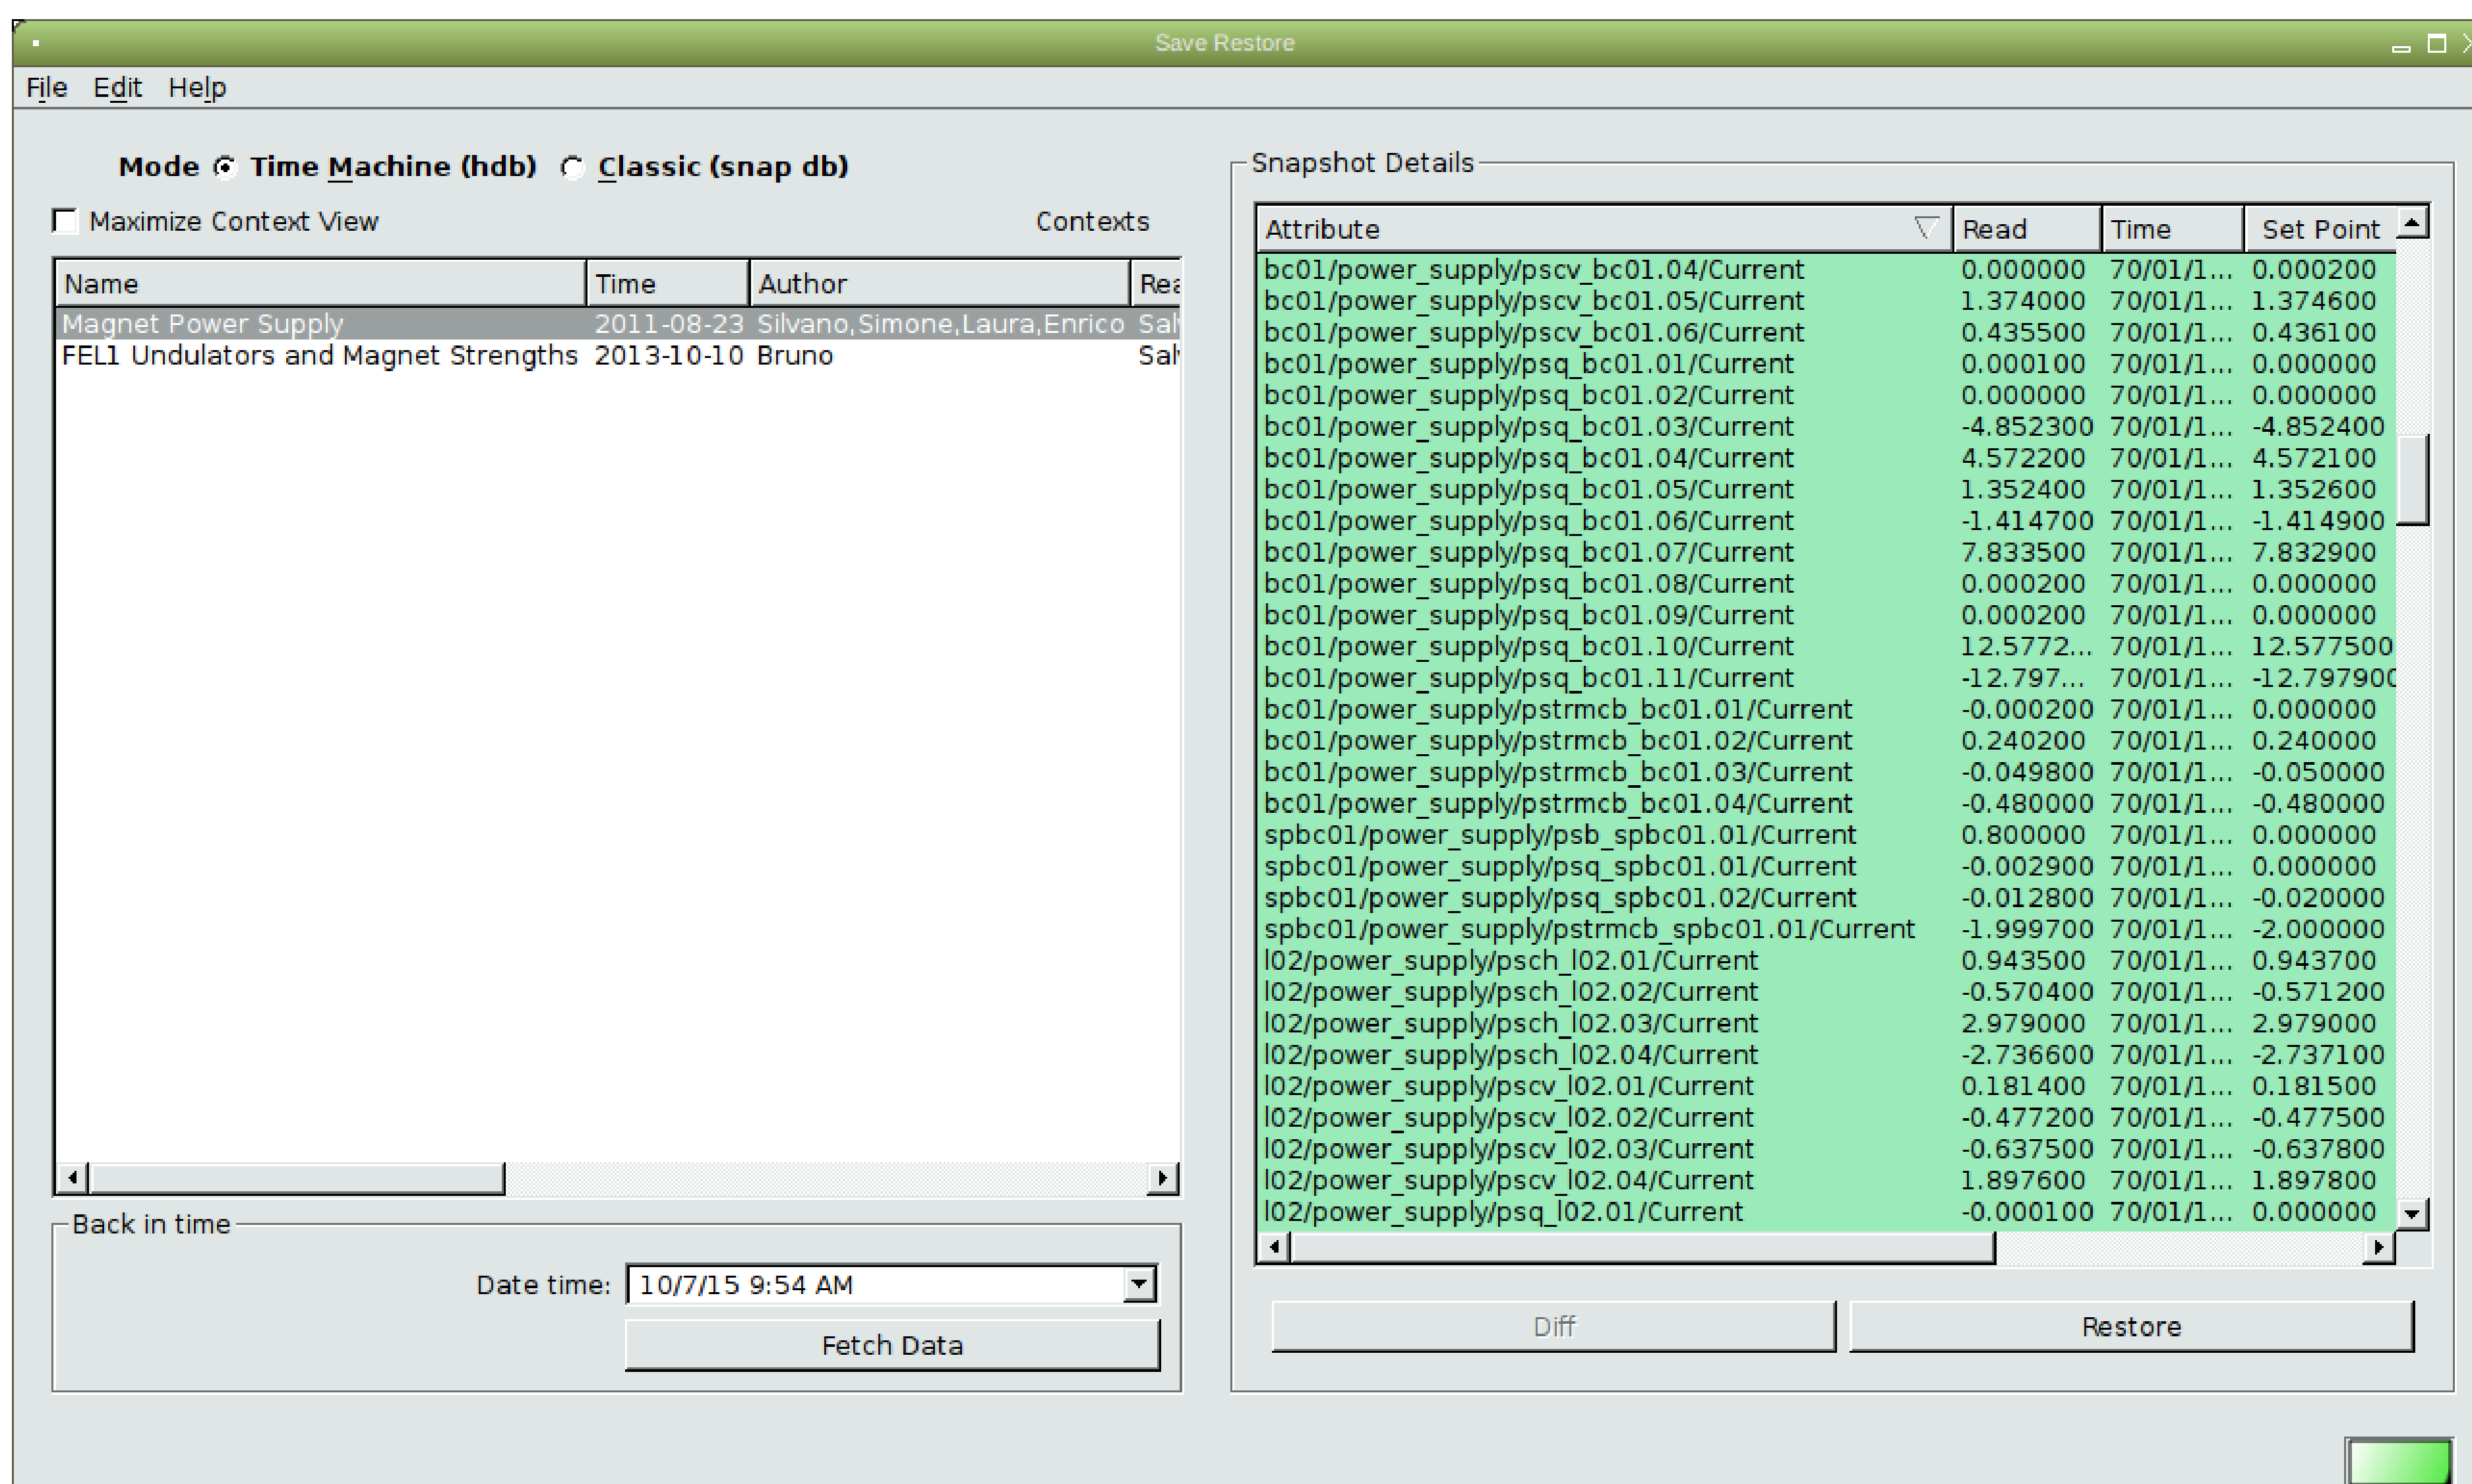 Save Restore
File Edit Help
Mode Time Machine (hdb) Classic (snap db)
Maximize Context View Contexts
Name Time Author Rea
Magnet Power Supply 2011-08-23 Silvano,Simone,Laura,Enrico Sal
FEL1 Undulators and Magnet Strengths 2013-10-10 Bruno Sal
Back in time
Date time: 10/7/15 9:54 AM
Fetch Data
Snapshot Details
Attribute Read Time Set Point
bc01/power_supply/pscv_bc01.04/Current 0.000000 70/01/1... 0.000200
bc01/power_supply/pscv_bc01.05/Current 1.374000 70/01/1... 1.374600
bc01/power_supply/pscv_bc01.06/Current 0.435500 70/01/1... 0.436100
bc01/power_supply/psq_bc01.01/Current 0.000100 70/01/1... 0.000000
bc01/power_supply/psq_bc01.02/Current 0.000000 70/01/1... 0.000000
bc01/power_supply/psq_bc01.03/Current -4.852300 70/01/1... -4.852400
bc01/power_supply/psq_bc01.04/Current 4.572200 70/01/1... 4.572100
bc01/power_supply/psq_bc01.05/Current 1.352400 70/01/1... 1.352600
bc01/power_supply/psq_bc01.06/Current -1.414700 70/01/1... -1.414900
bc01/power_supply/psq_bc01.07/Current 7.833500 70/01/1... 7.832900
bc01/power_supply/psq_bc01.08/Current 0.000200 70/01/1... 0.000000
bc01/power_supply/psq_bc01.09/Current 0.000200 70/01/1... 0.000000
bc01/power_supply/psq_bc01.10/Current 12.5772... 70/01/1... 12.577500
bc01/power_supply/psq_bc01.11/Current -12.797... 70/01/1... -12.797900
bc01/power_supply/pstrmcb_bc01.01/Current -0.000200 70/01/1... 0.000000
bc01/power_supply/pstrmcb_bc01.02/Current 0.240200 70/01/1... 0.240000
bc01/power_supply/pstrmcb_bc01.03/Current -0.049800 70/01/1... -0.050000
bc01/power_supply/pstrmcb_bc01.04/Current -0.480000 70/01/1... -0.480000
spbc01/power_supply/psb_spbc01.01/Current 0.800000 70/01/1... 0.000000
spbc01/power_supply/psq_spbc01.01/Current -0.002900 70/01/1... 0.000000
spbc01/power_supply/psq_spbc01.02/Current -0.012800 70/01/1... -0.020000
spbc01/power_supply/pstrmcb_spbc01.01/Current -1.999700 70/01/1... -2.000000
l02/power_supply/psch_l02.01/Current 0.943500 70/01/1... 0.943700
l02/power_supply/psch_l02.02/Current -0.570400 70/01/1... -0.571200
l02/power_supply/psch_l02.03/Current 2.979000 70/01/1... 2.979000
l02/power_supply/psch_l02.04/Current -2.736600 70/01/1... -2.737100
l02/power_supply/pscv_l02.01/Current 0.181400 70/01/1... 0.181500
l02/power_supply/pscv_l02.02/Current -0.477200 70/01/1... -0.477500
l02/power_supply/pscv_l02.03/Current -0.637500 70/01/1... -0.637800
l02/power_supply/pscv_l02.04/Current 1.897600 70/01/1... 1.897800
l02/power_supply/psq_l02.01/Current -0.000100 70/01/1... 0.000000
Diff Restore